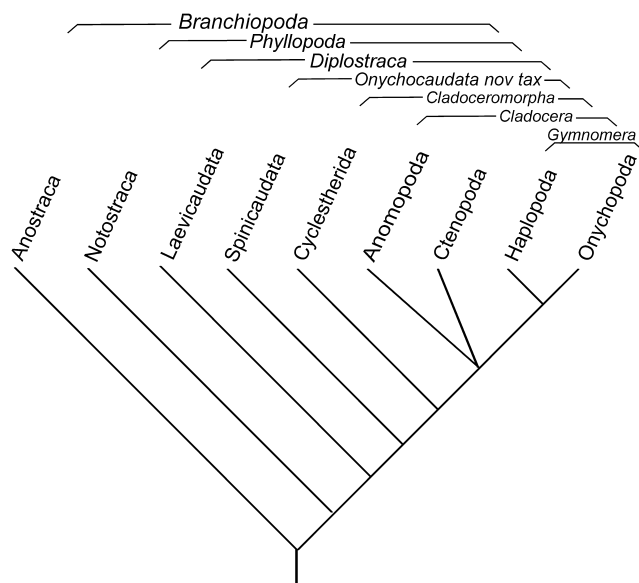 Branchiopoda
Phyllopoda
Diplostraca
Onychocaudata nov tax
Cladoceromorpha
Cladocera
Gymnomera
Anostraca
Notostraca
Laevicaudata
Spinicaudata
Cyclestherida
Anomopoda
Ctenopoda
Haplopoda
Onychopoda